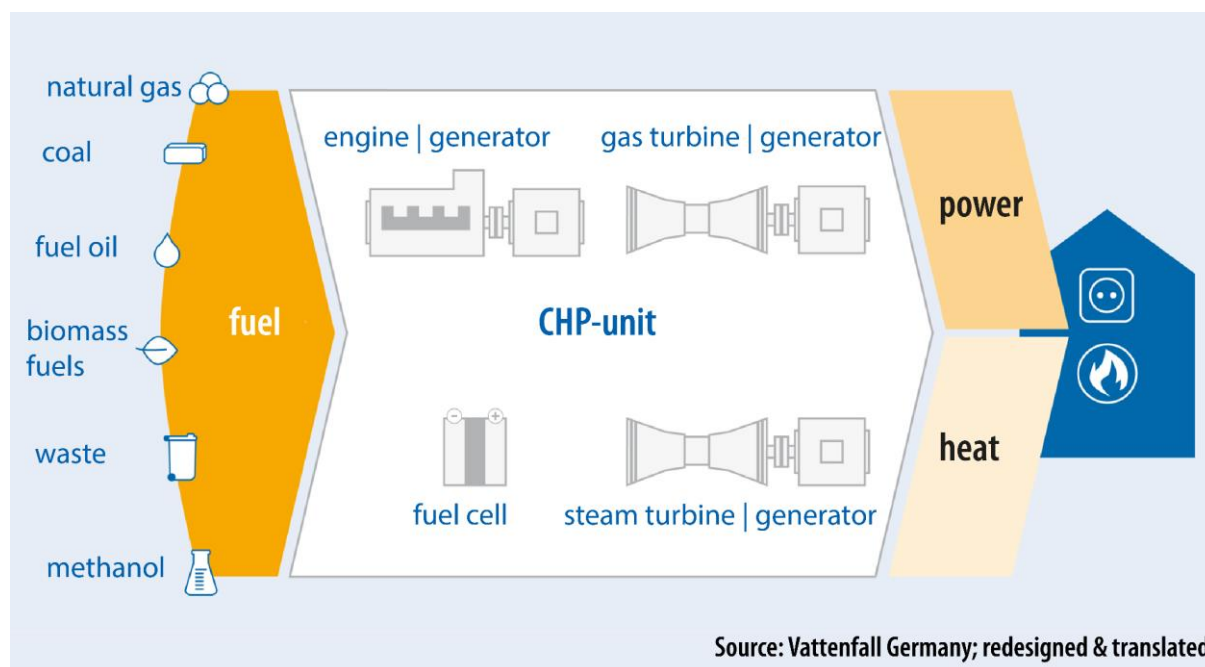 natural gas
coal
fuel oil
biomass
fuels
waste
methanol
fuel
engine | generator
gas turbine | generator
CHP-unit
fuel cell
steam turbine | generator
power
heat
Source: Vattenfall Germany; redesigned & translated